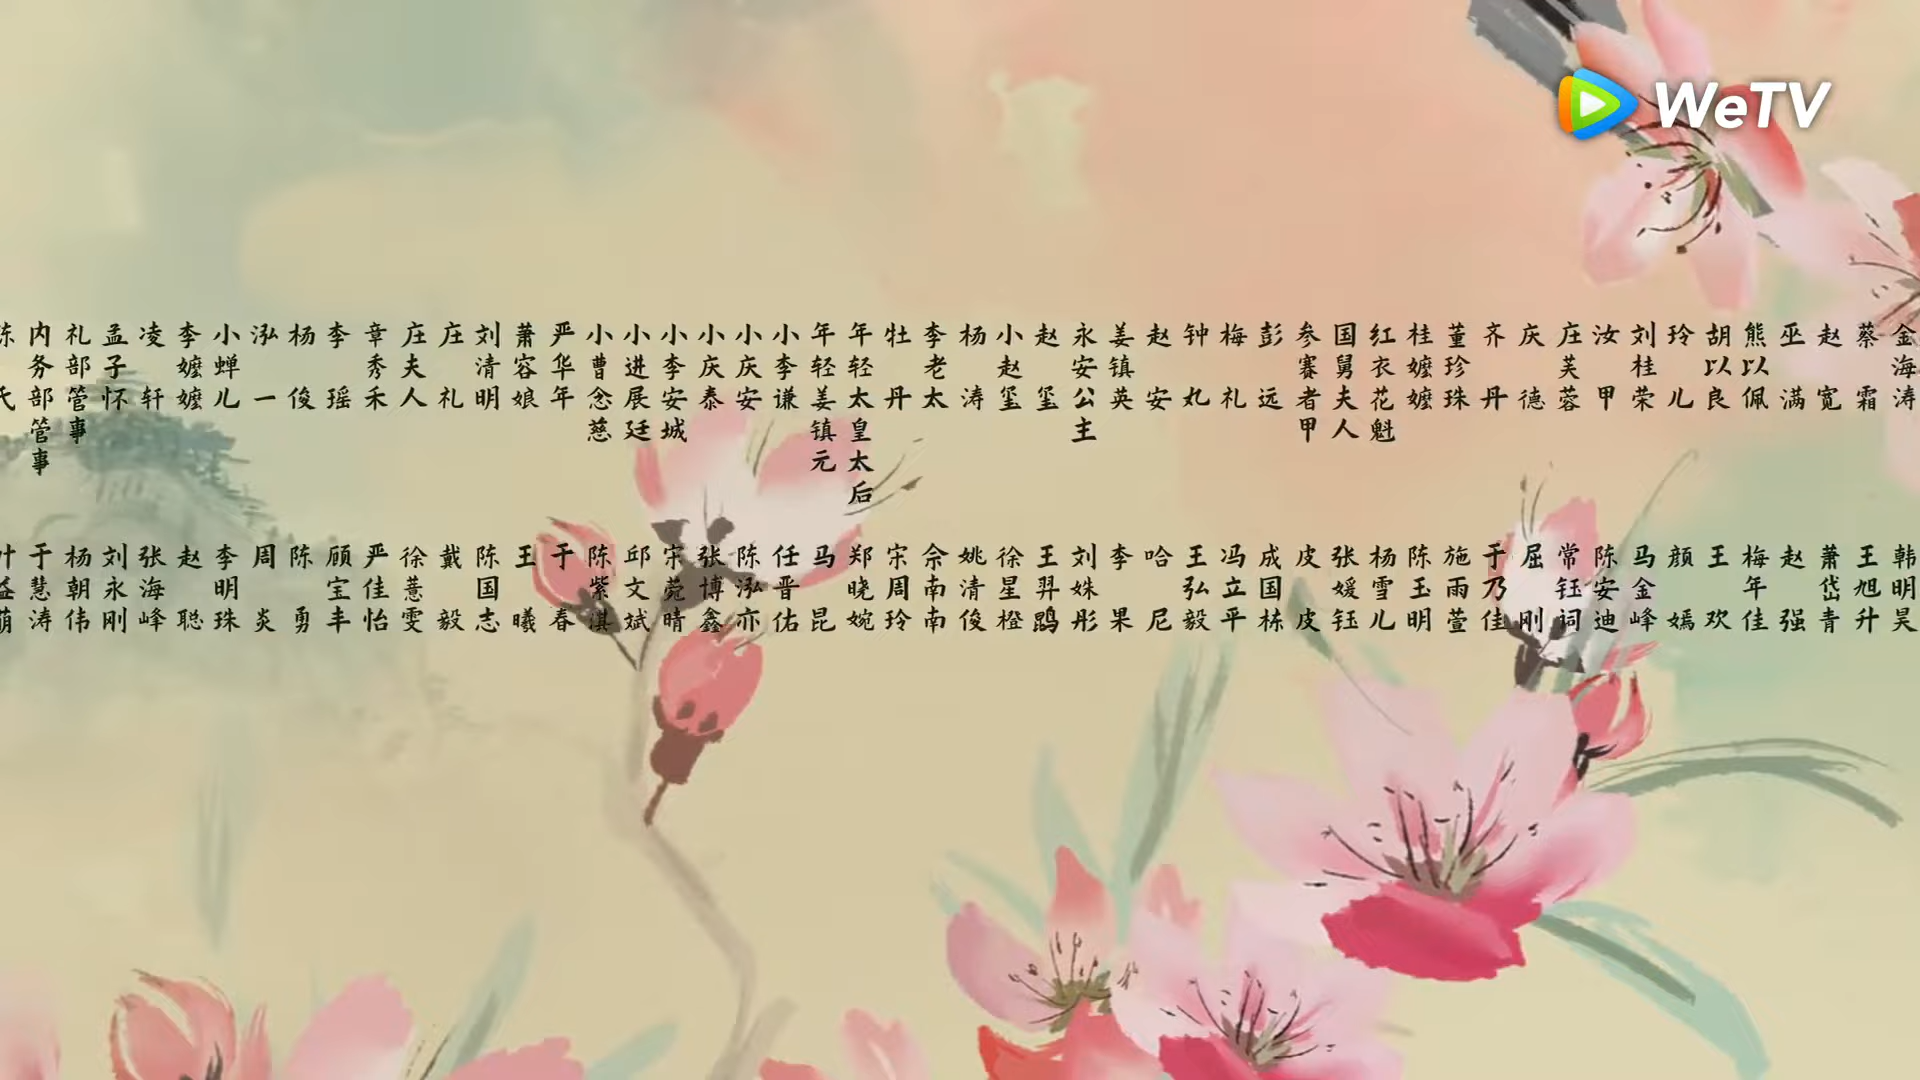 WeTV
金海涛 韩明昊
蔡霜 王旭升
赵宽 萧岱青
巫满 赵强
熊以佩 梅年佳
胡以良 王欢
玲儿 颜嫣
刘桂荣 马金峰
汝甲 陈安迪
庄芙蓉 常钰词
庆德 屈刚
齐丹 于乃佳
董珍珠 施雨萱
桂嬷嬷 陈玉明
红衣花魁 杨雪儿
国舅夫人 张媛钰
参赛者甲 皮皮
彭远 成国栋
梅礼 冯立平
钟丸 王弘毅
赵安 哈尼
姜镇英 李果
永安公主 刘姝彤
赵玺 王羿鹍
小赵玺 徐星橙
杨涛 姚清俊
李老太 佘南南
牡丹 宋周玲
年轻太皇太后 郑晓婉
年轻姜镇元 马昆
小李谦 任晋佑
小庆安 陈泓亦
小庆泰 张博鑫
小李安城 宋菀晴
小进展廷 邱文斌
小曹念慈 陈紫淇
严华年 于春
萧容娘 王曦
刘清明 陈国志
庄礼 戴毅
庄夫人 徐薏雯
章秀禾 严佳怡
李瑶 顾宝丰
杨俊 陈勇
泓一 周炎
小蝉儿 李明珠
李嬷嬷 赵聪
凌轩 张海峰
孟子怀 刘永刚
礼部管事 杨朝伟
内务部管事 于慧涛